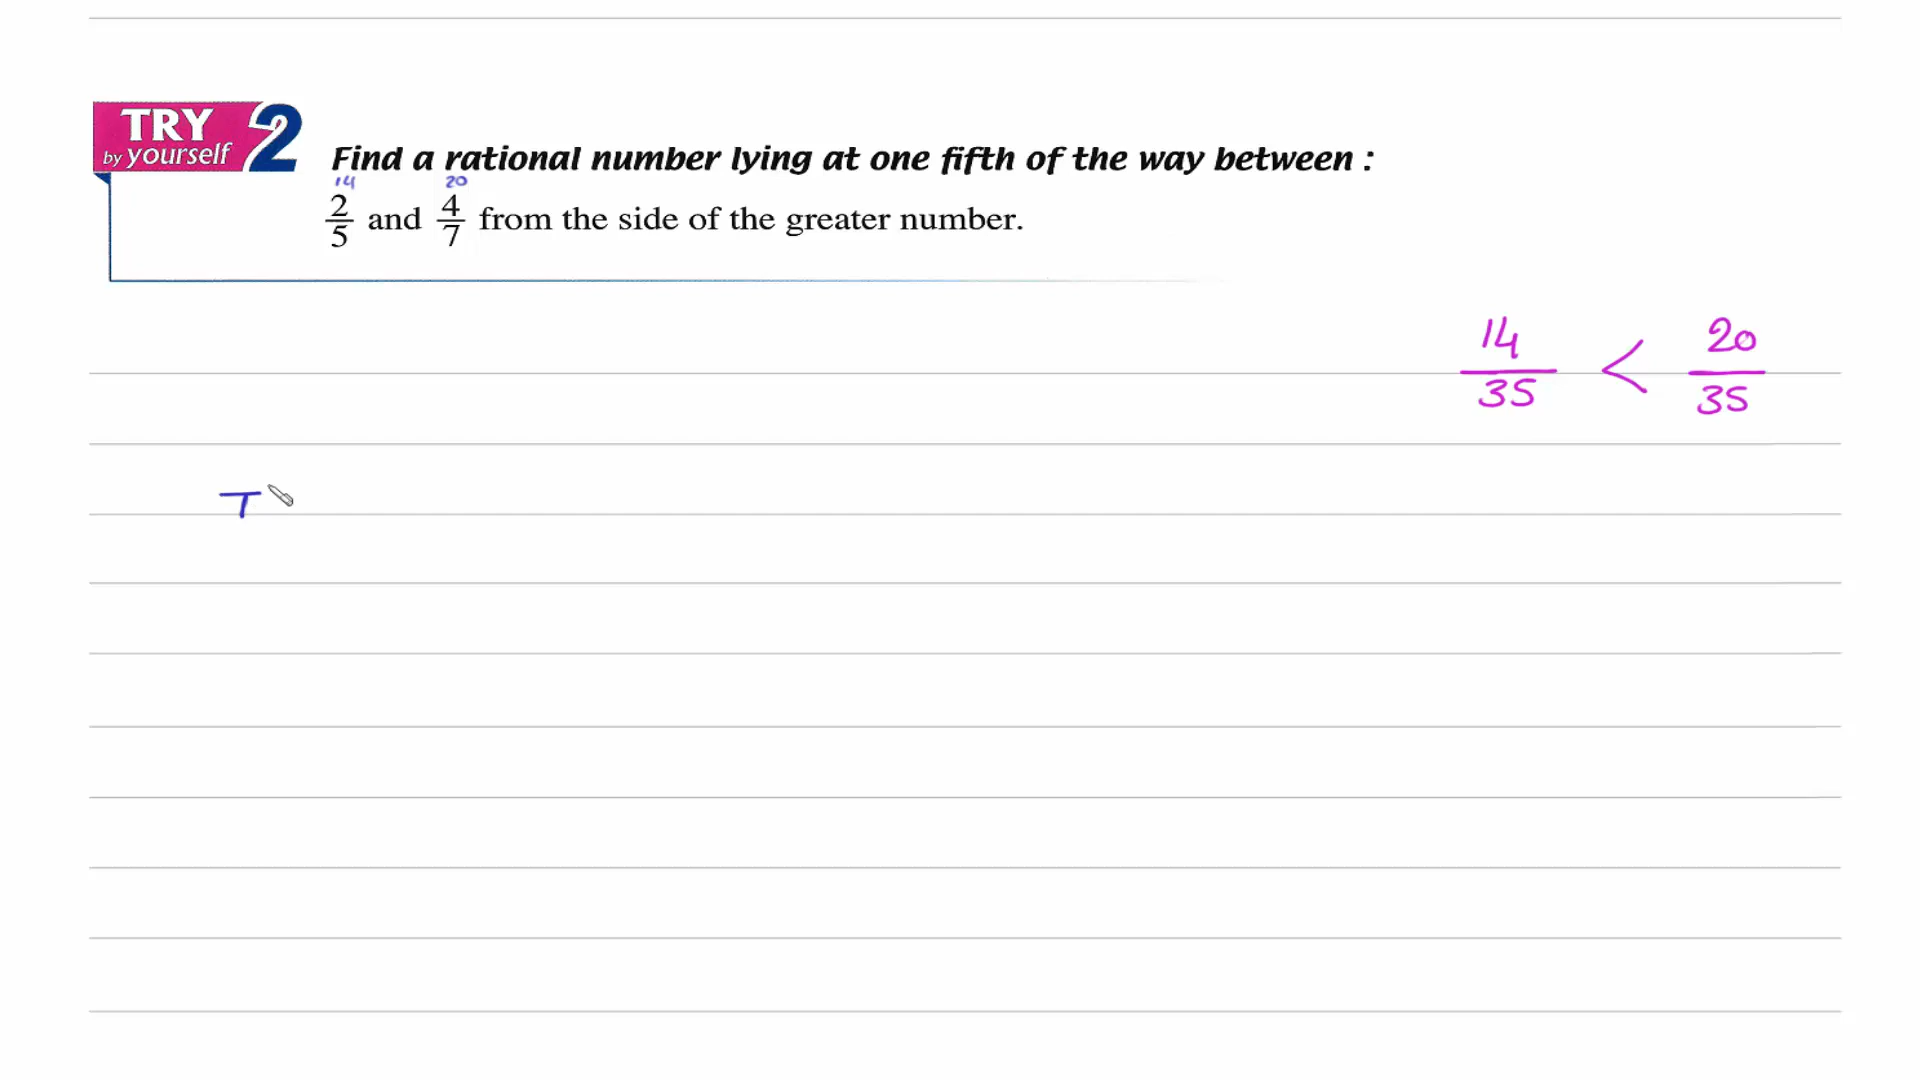 TRY 2
by yourself
Find a rational number lying at one fifth of the way between :
14 20
2/5 and 4/7 from the side of the greater number.
14/35 < 20/35
T